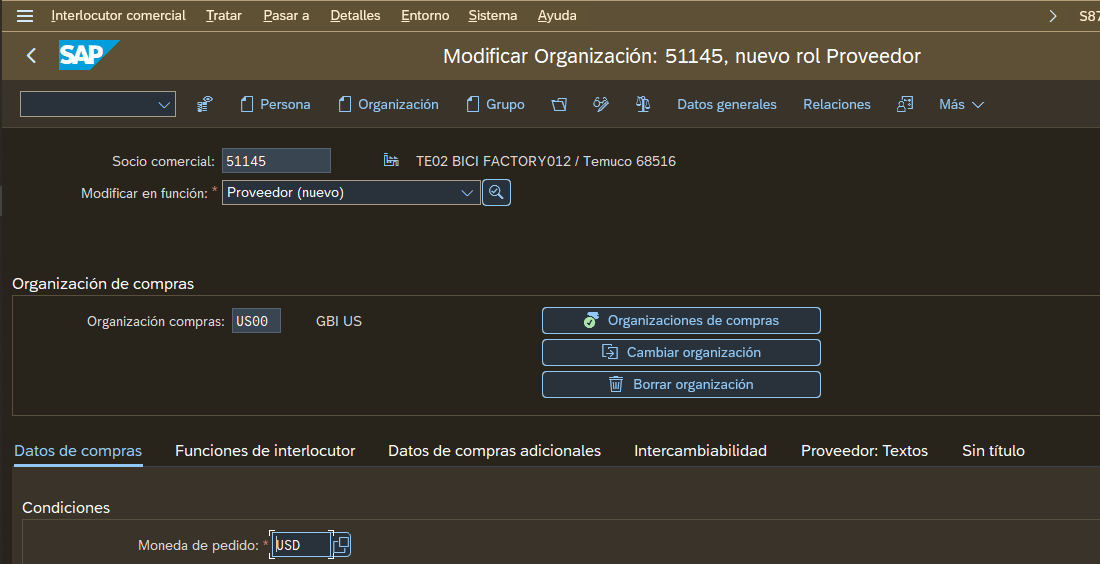 Interlocutor comercial Tratar Pasar a Detalles Entorno Sistema Ayuda
SAP Modificar Organización: 51145, nuevo rol Proveedor
Persona Organización Grupo Datos generales Relaciones Más
Socio comercial: 51145 TE02 BICI FACTORY012 / Temuco 68516
Modificar en función: * Proveedor (nuevo)
Organización de compras
Organización compras: US00 GBI US Organizaciones de compras
Cambiar organización
Borrar organización
Datos de compras Funciones de interlocutor Datos de compras adicionales Intercambiabilidad Proveedor: Textos Sin título
Condiciones
Moneda de pedido: * USD